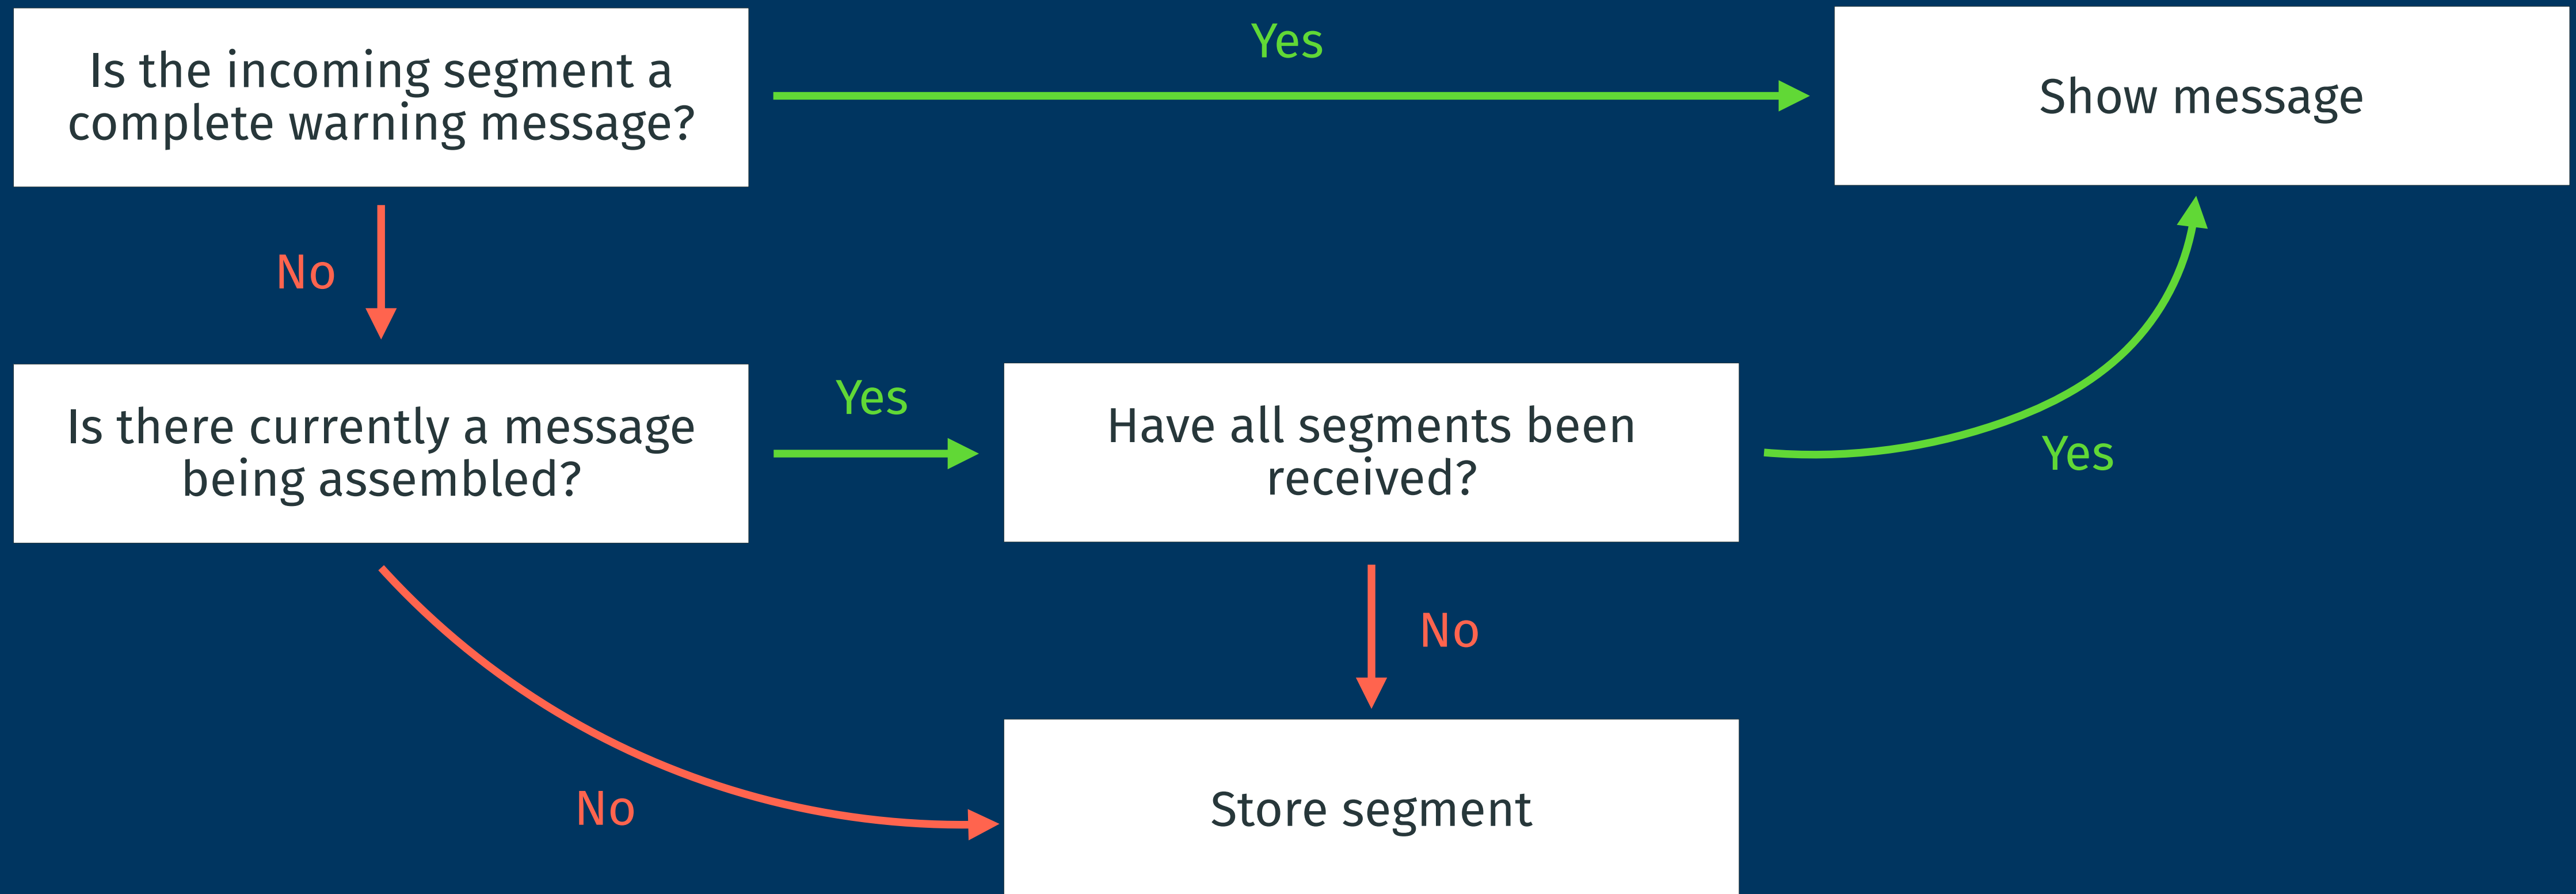 Is the incoming segment a
complete warning message?
Yes
Show message
No
Is there currently a message
being assembled?
Yes
Have all segments been
received?
Yes
No
No
Store segment